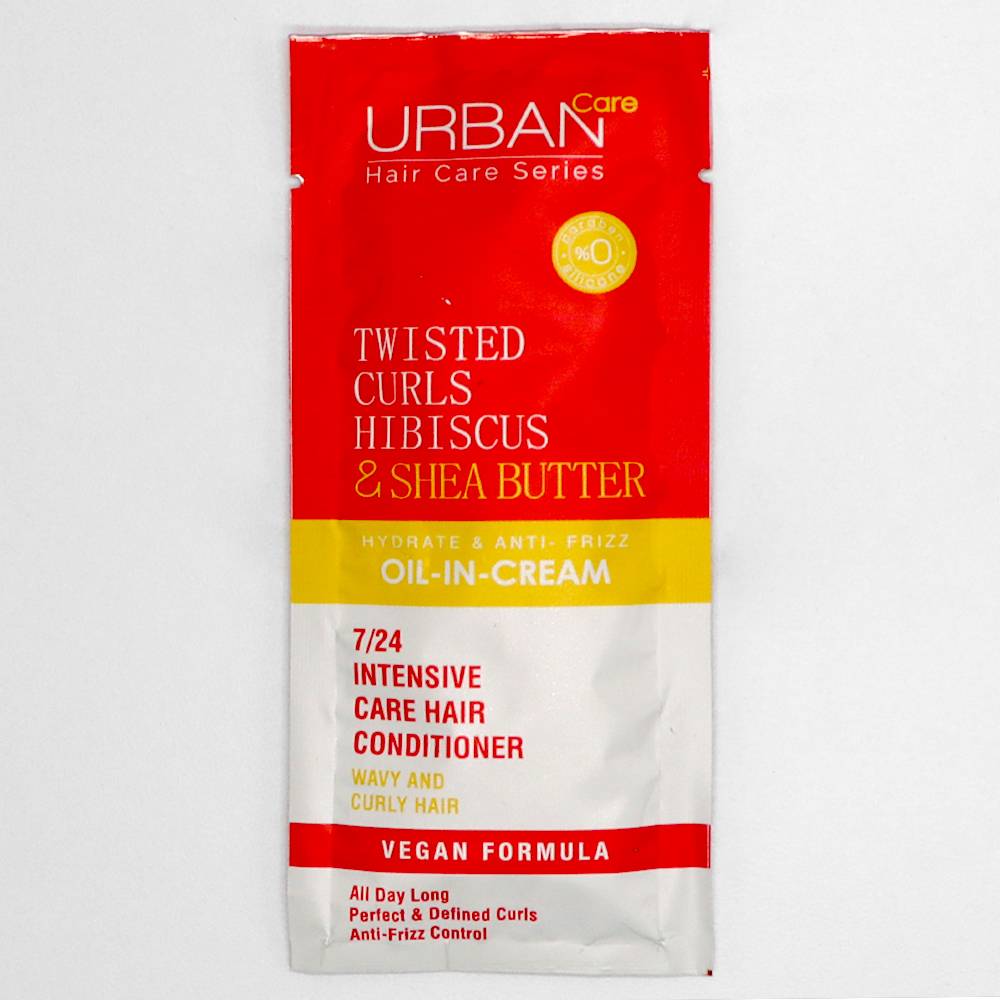 URBAN Care
Hair Care Series
paraben
%0
silicone
TWISTED
CURLS
HIBISCUS
& SHEA BUTTER
HYDRATE & ANTI- FRIZZ
OIL-IN-CREAM
7/24
INTENSIVE
CARE HAIR
CONDITIONER
WAVY AND
CURLY HAIR
VEGAN FORMULA
All Day Long
Perfect & Defined Curls
Anti-Frizz Control